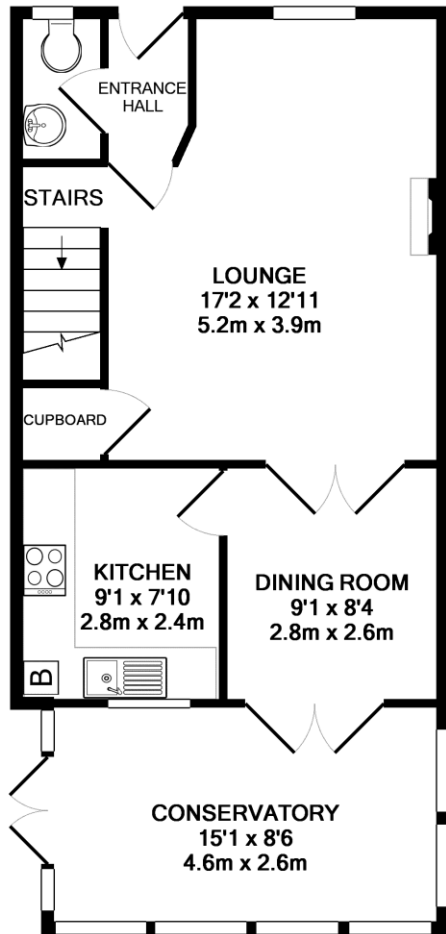 ENTRANCE
HALL
STAIRS
LOUNGE
17'2 x 12'11
5.2m x 3.9m
CUPBOARD
KITCHEN
9'1 x 7'10
2.8m x 2.4m
DINING ROOM
9'1 x 8'4
2.8m x 2.6m
B
CONSERVATORY
15'1 x 8'6
4.6m x 2.6m